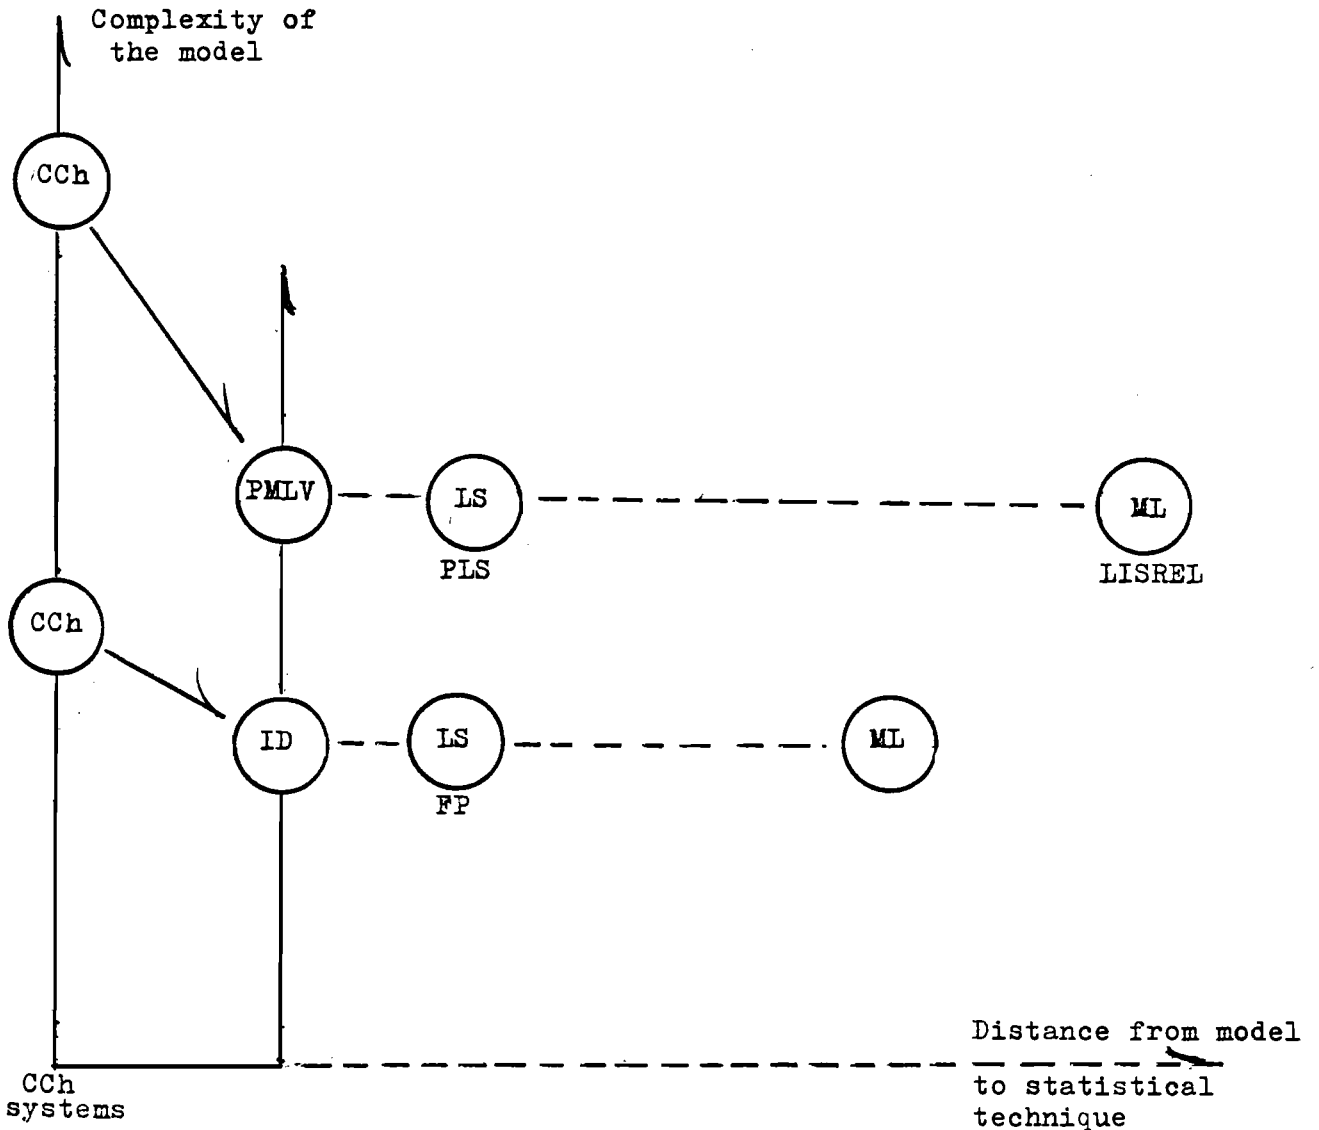 Complexity of
the model
CCh
PMLV
LS
ML
PLS
LISREL
CCh
ID
LS
ML
FP
Distance from model
to statistical
technique
CCh
systems